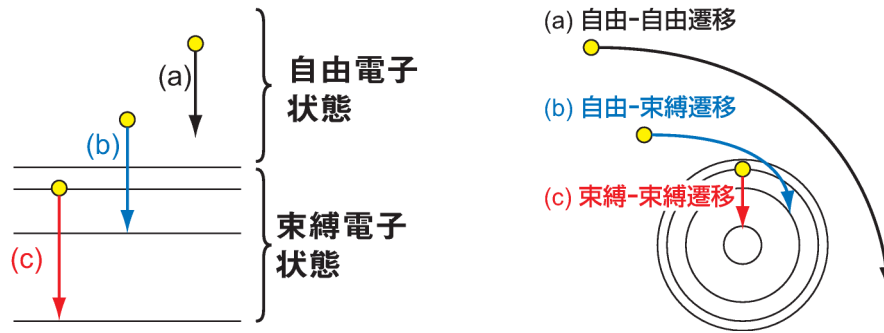 (a)
自由電子
状態
(b)
(c)
束縛電子
状態
(a) 自由-自由遷移
(b) 自由-束縛遷移
(c) 束縛-束縛遷移